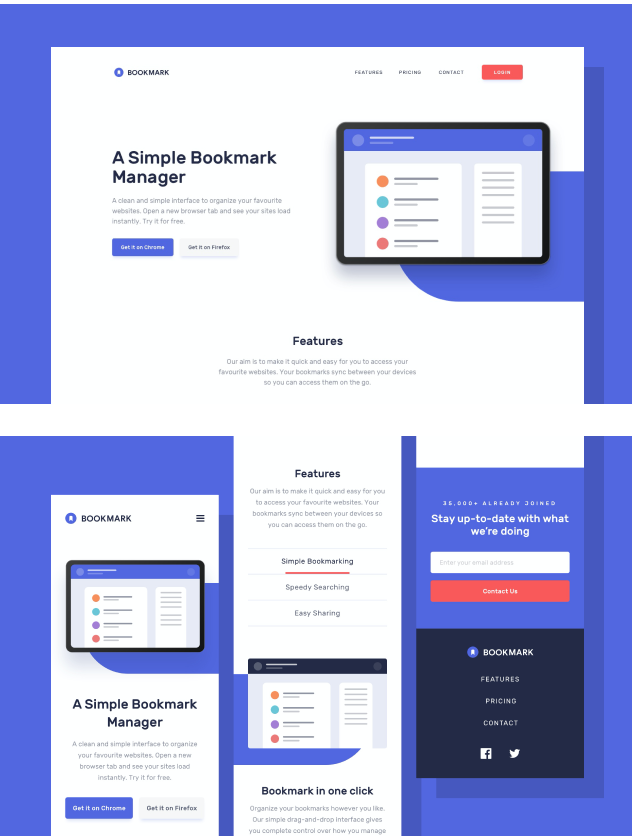 BOOKMARK
FEATURES PRICING CONTACT LOGIN
A Simple Bookmark
Manager
A clean and simple interface to organize your favourite
websites. Open a new browser tab and see your sites load
instantly. Try it for free.
Get it on Chrome Get it on Firefox
Features
Our aim is to make it quick and easy for you to access your
favourite websites. Your bookmarks sync between your devices
so you can access them on the go.
BOOKMARK
A Simple Bookmark
Manager
A clean and simple interface to organize
your favourite websites. Open a new
browser tab and see your sites load
instantly. Try it for free.
Get it on Chrome Get it on Firefox
Features
Our aim is to make it quick and easy for you
to access your favourite websites. Your
bookmarks sync between your devices so
you can access them on the go.
Simple Bookmarking
Speedy Searching
Easy Sharing
Bookmark in one click
Organize your bookmarks however you like.
Our simple drag-and-drop interface gives
you complete control over how you manage
35,000+ ALREADY JOINED
Stay up-to-date with what
we're doing
Enter your email address
Contact Us
BOOKMARK
FEATURES
PRICING
CONTACT